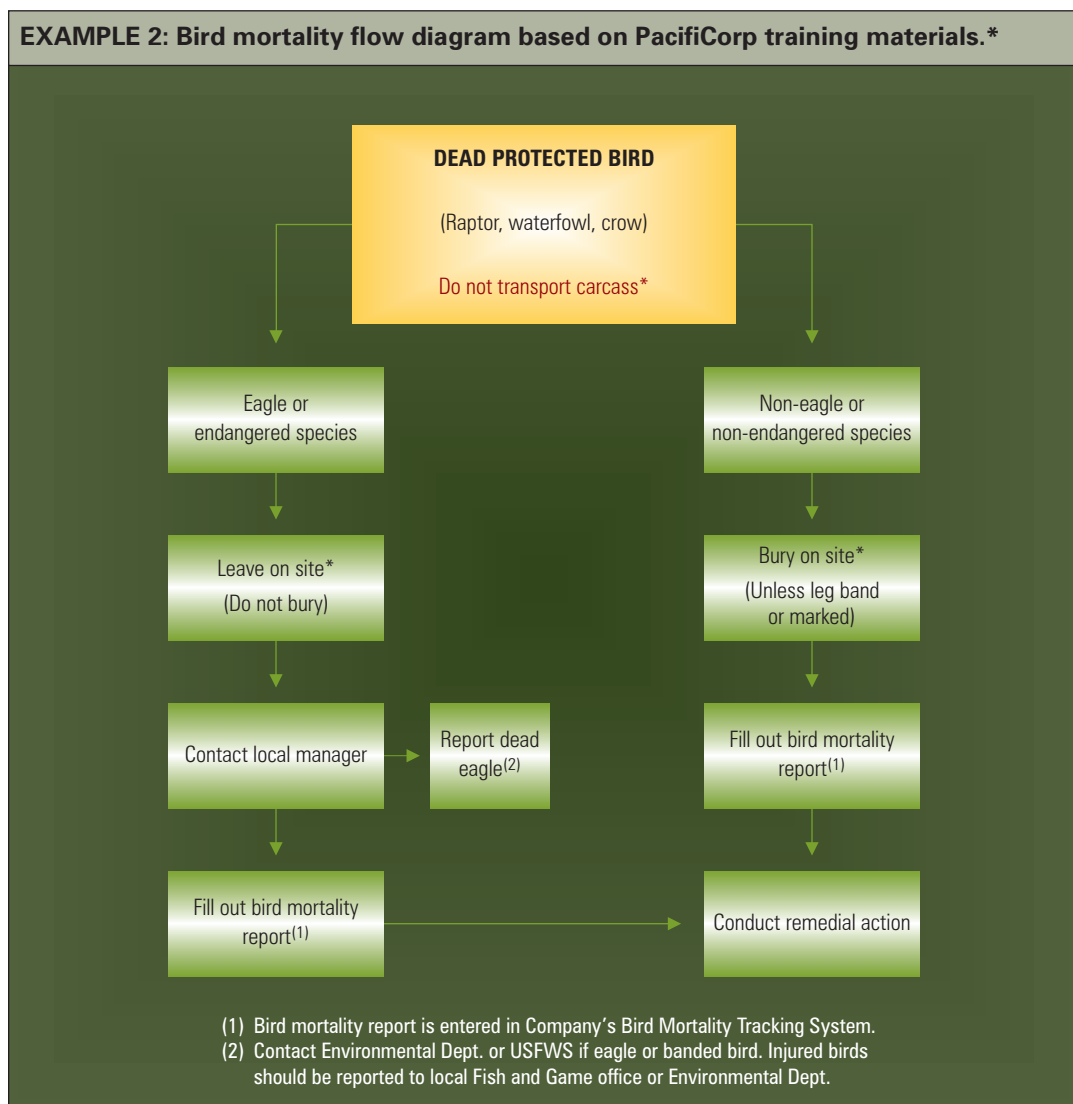 EXAMPLE 2: Bird mortality flow diagram based on PacifiCorp training materials.*
DEAD PROTECTED BIRD
(Raptor, waterfowl, crow)
Do not transport carcass*
Eagle or
endangered species
Non-eagle or
non-endangered species
Leave on site*
(Do not bury)
Bury on site*
(Unless leg band
or marked)
Contact local manager
Report dead
eagle(2)
Fill out bird mortality
report(1)
Fill out bird mortality
report(1)
Conduct remedial action
(1) Bird mortality report is entered in Company's Bird Mortality Tracking System.
(2) Contact Environmental Dept. or USFWS if eagle or banded bird. Injured birds
should be reported to local Fish and Game office or Environmental Dept.